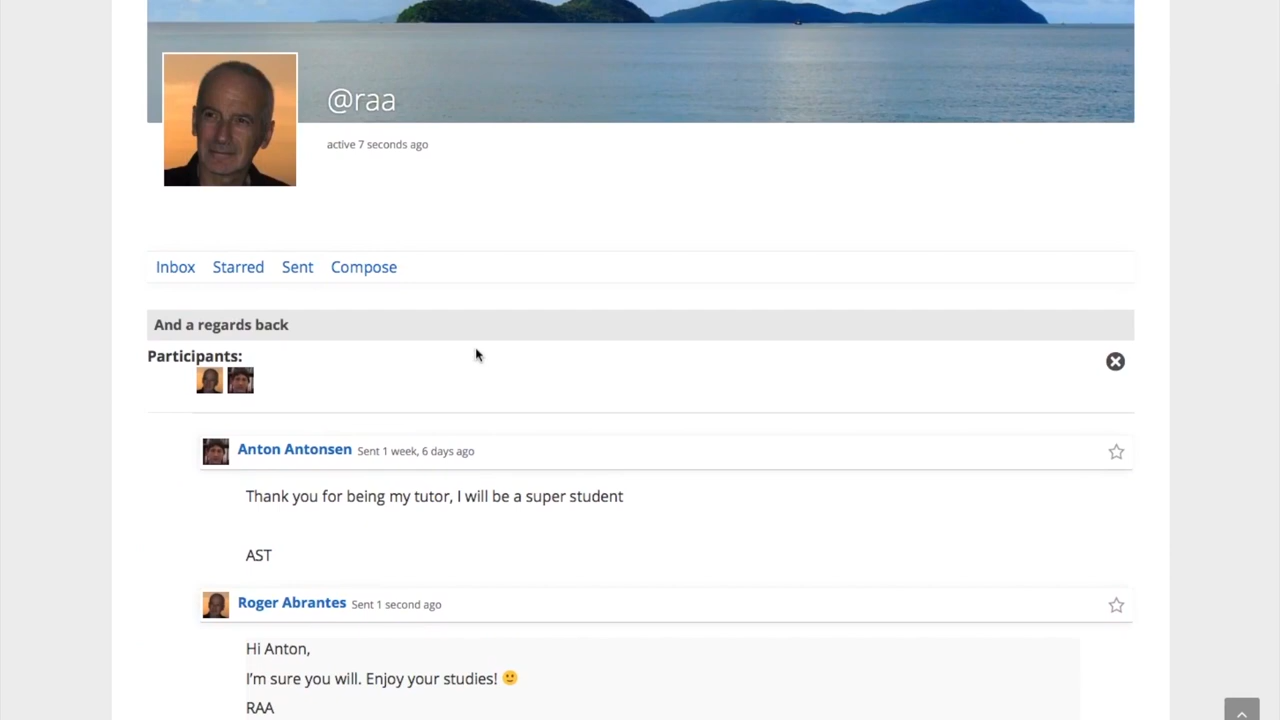 @raa
active 7 seconds ago
Inbox Starred Sent Compose
And a regards back
Participants:
Anton Antonsen Sent 1 week, 6 days ago
Thank you for being my tutor, I will be a super student
AST
Roger Abrantes Sent 1 second ago
Hi Anton,
I'm sure you will. Enjoy your studies! 🙂
RAA